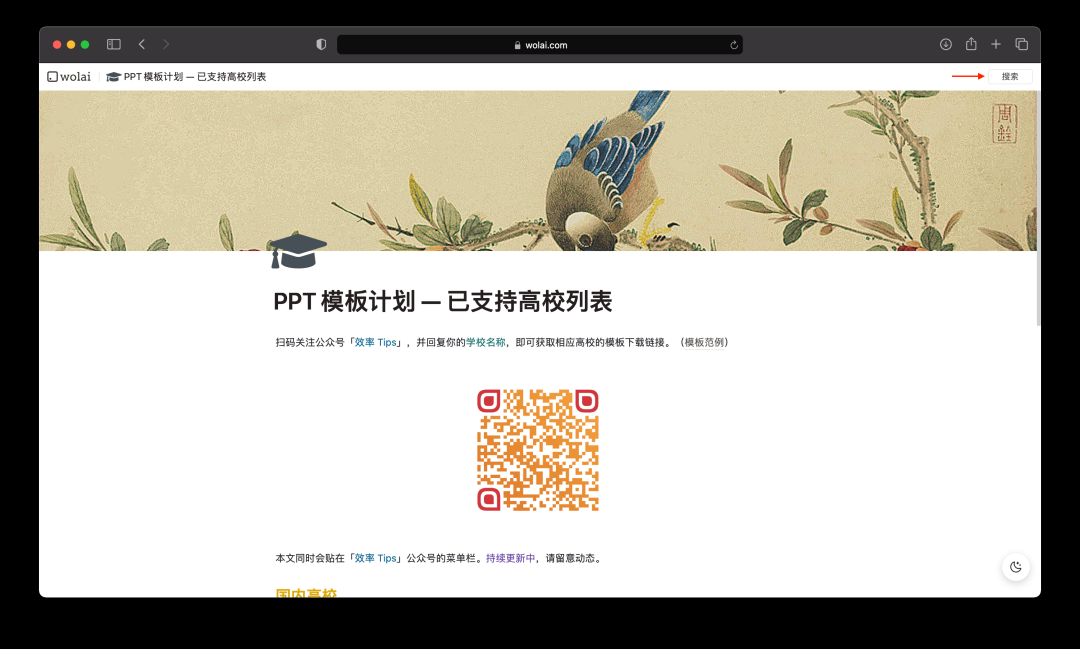 wolai.com
wolai
PPT 模板计划 — 已支持高校列表
搜索
PPT 模板计划 — 已支持高校列表
扫码关注公众号「效率 Tips」，并回复你的学校名称，即可获取相应高校的模板下载链接。（模板范例）
本文同时会贴在「效率 Tips」公众号的菜单栏。持续更新中，请留意动态。
国内高校